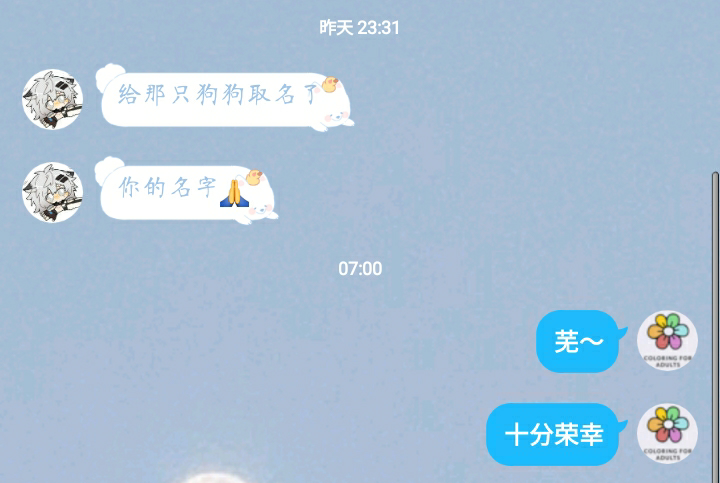 昨天 23:31
给那只狗狗取名了
你的名字🙏
07:00
芜～
COLORING FOR
ADULTS
十分荣幸
COLORING FOR
ADULTS